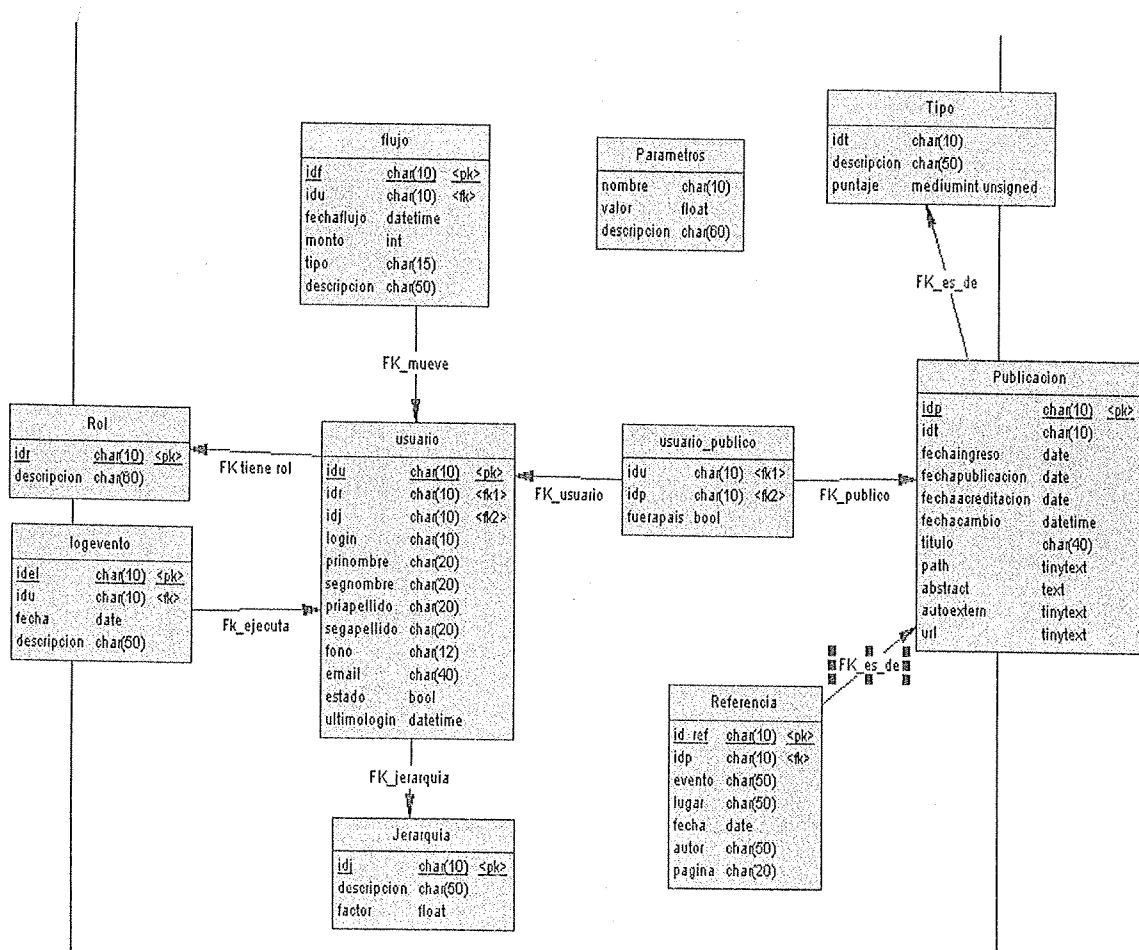 Tipo
idt char(10)
descripcion char(50)
puntaje mediumint unsigned
flujo
idf char(10) <pk>
idu char(10) <fk>
fechaflujo datetime
monto int
tipo char(15)
descripcion char(50)
Parametros
nombre char(10)
valor float
descripcion char(60)
FK_es_de
FK_mueve
Publicacion
idp char(10) <pk>
idt char(10)
fechaingreso date
fechapublicacion date
fechaacreditacion date
fechacambio datetime
titulo char(40)
path tinytext
abstract text
autoextern tinytext
url tinytext
Rol
idr char(10) <pk>
descripcion char(60)
FK tiene rol
usuario
idu char(10) <pk>
idr char(10) <fk1>
idj char(10) <fk2>
login char(10)
prinombre char(20)
segnombre char(20)
priapellido char(20)
segapellido char(20)
fono char(12)
email char(40)
estado bool
ultimologin datetime
FK_usuario
usuario_publico
idu char(10) <fk1>
idp char(10) <fk2>
fuerapais bool
FK_publico
logevento
idel char(10) <pk>
idu char(10) <fk>
fecha date
descripcion char(50)
Fk_ejecuta
FK_es_de
Referencia
id_ref char(10) <pk>
idp char(10) <fk>
evento char(50)
lugar char(50)
fecha date
autor char(50)
pagina char(20)
FK_jerarquia
Jerarquia
idj char(10) <pk>
descripcion char(50)
factor float